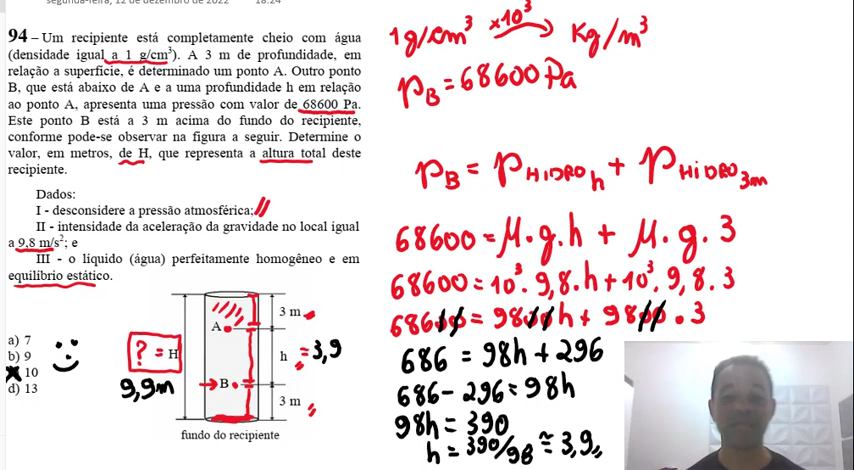 segunda-feira, 12 de dezembro de 2022 18:24
94 – Um recipiente está completamente cheio com água
(densidade igual a 1 g/cm³). A 3 m de profundidade, em
relação a superfície, é determinado um ponto A. Outro ponto
B, que está abaixo de A e a uma profundidade h em relação
ao ponto A, apresenta uma pressão com valor de 68600 Pa.
Este ponto B está a 3 m acima do fundo do recipiente,
conforme pode-se observar na figura a seguir. Determine o
valor, em metros, de H, que representa a altura total deste
recipiente.
Dados:
I - desconsidere a pressão atmosférica;
II - intensidade da aceleração da gravidade no local igual
a 9,8 m/s²; e
III - o líquido (água) perfeitamente homogêneo e em
equilíbrio estático.
a) 7
b) 9
10
d) 13
? = H
9,9m
A
B
3 m
h = 3,9
3 m
fundo do recipiente
1g/cm³ ×10³ Kg/m³
PB = 68600 Pa
PB = PHIDRO h + PHIDRO 3m
68600 = μ.g.h + μ.g.3
68600 = 10³.9,8.h + 10³.9,8.3
68600 = 9800h + 9800.3
686 = 98h + 296
686 - 296 = 98h
98h = 390
h = 390/98 ≅ 3,9